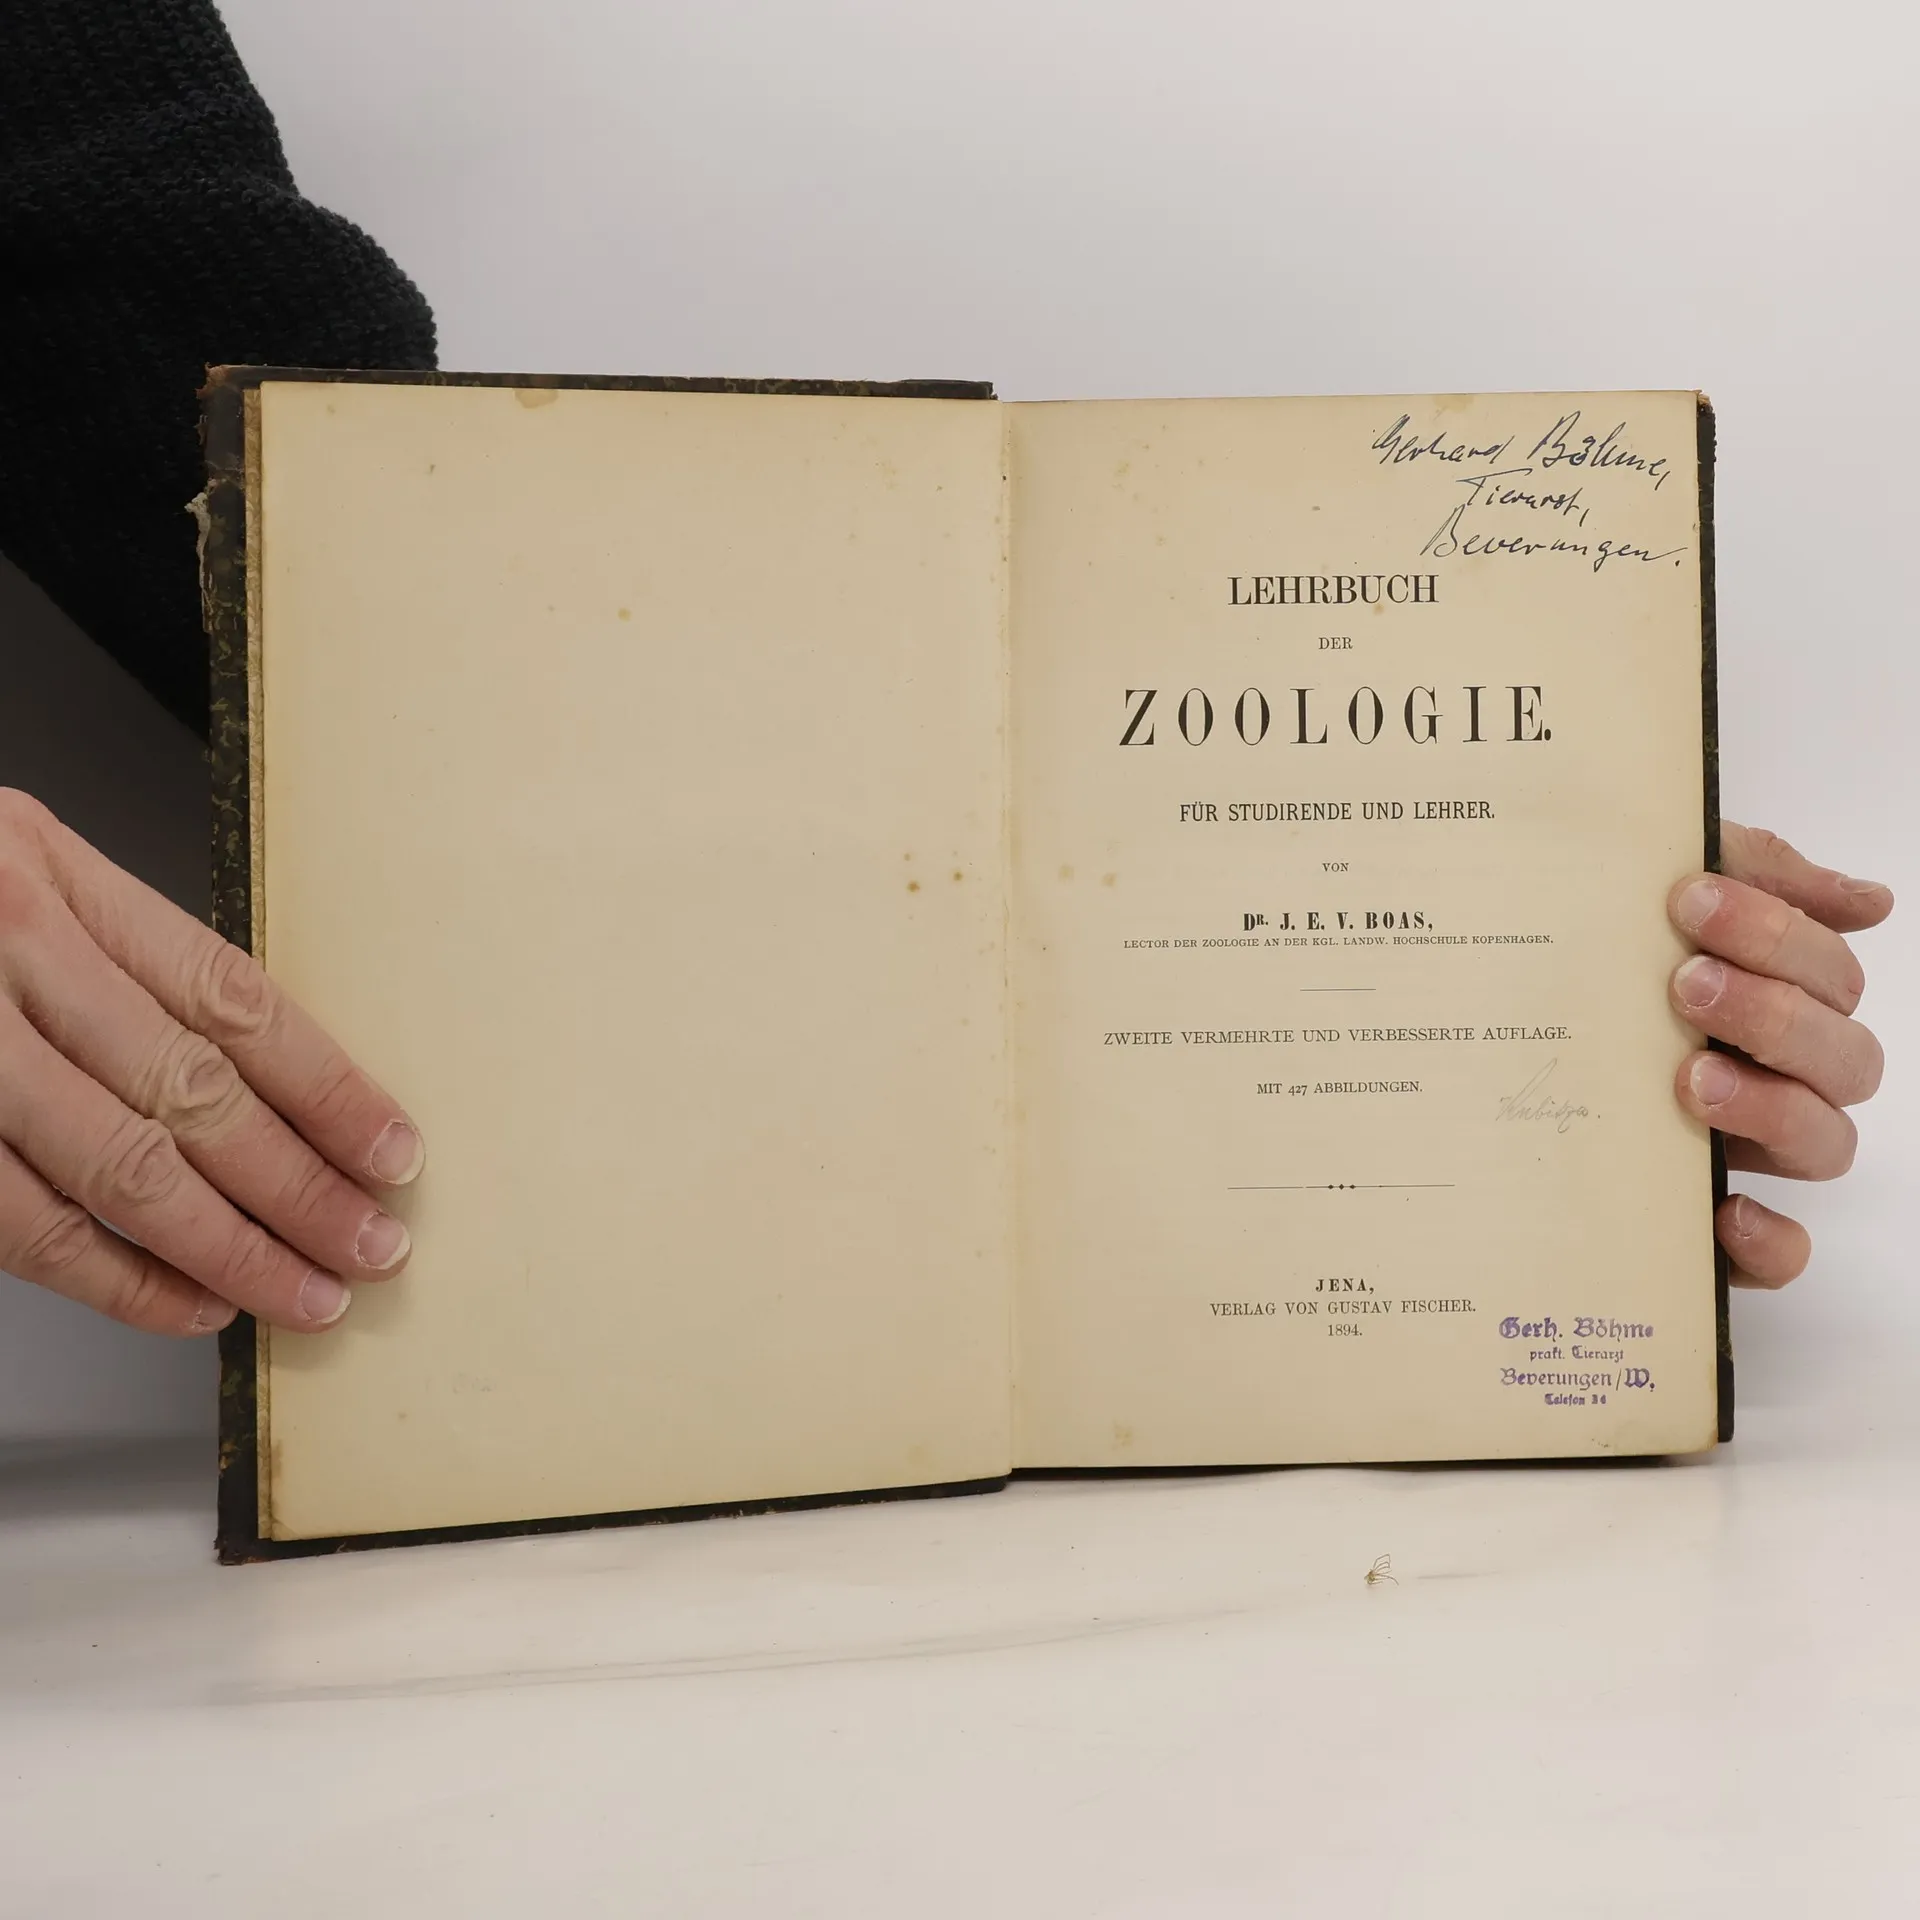 Gerhard Böhme,
Tierarzt,
Beverungen.
LEHRBUCH
DER
ZOOLOGIE.
FÜR STUDIRENDE UND LEHRER.
VON
DR. J. E. V. BOAS,
LECTOR DER ZOOLOGIE AN DER KGL. LANDW. HOCHSCHULE KOPENHAGEN.
ZWEITE VERMEHRTE UND VERBESSERTE AUFLAGE.
MIT 427 ABBILDUNGEN.
JENA,
VERLAG VON GUSTAV FISCHER.
1894.
Gerh. Böhme
prakt. Tierarzt
Beverungen/W.
Telefon